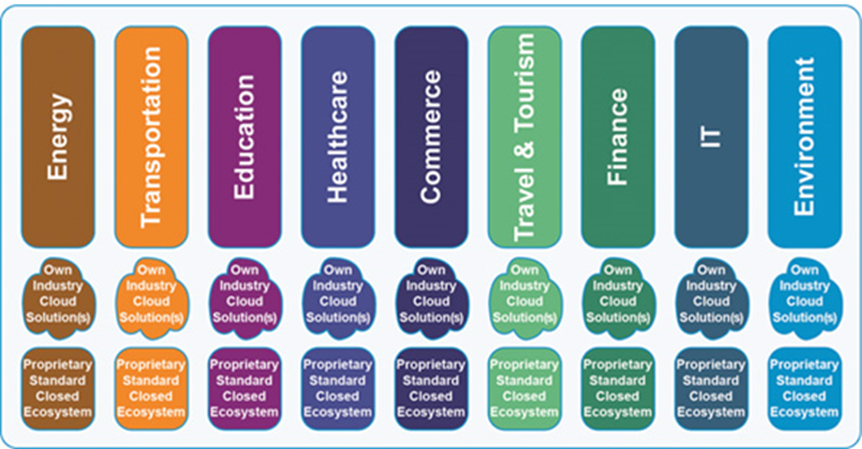 Energy
Transportation
Education
Healthcare
Commerce
Travel & Tourism
Finance
IT
Environment
Own
Industry
Cloud
Solution(s)
Own
Industry
Cloud
Solution(s)
Own
Industry
Cloud
Solution(s)
Own
Industry
Cloud
Solution(s)
Own
Industry
Cloud
Solution(s)
Own
Industry
Cloud
Solution(s)
Own
Industry
Cloud
Solution(s)
Own
Industry
Cloud
Solution(s)
Own
Industry
Cloud
Solution(s)
Proprietary
Standard
Closed
Ecosystem
Proprietary
Standard
Closed
Ecosystem
Proprietary
Standard
Closed
Ecosystem
Proprietary
Standard
Closed
Ecosystem
Proprietary
Standard
Closed
Ecosystem
Proprietary
Standard
Closed
Ecosystem
Proprietary
Standard
Closed
Ecosystem
Proprietary
Standard
Closed
Ecosystem
Proprietary
Standard
Closed
Ecosystem